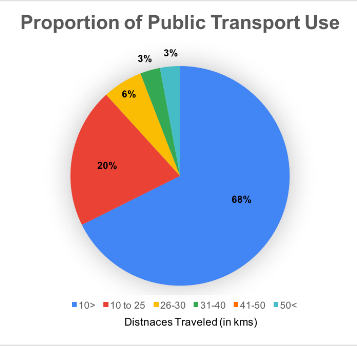 Proportion of Public Transport Use
3% 3%
6%
20%
68%
10> 10 to 25 26-30 31-40 41-50 50<
Distnaces Traveled (in kms)